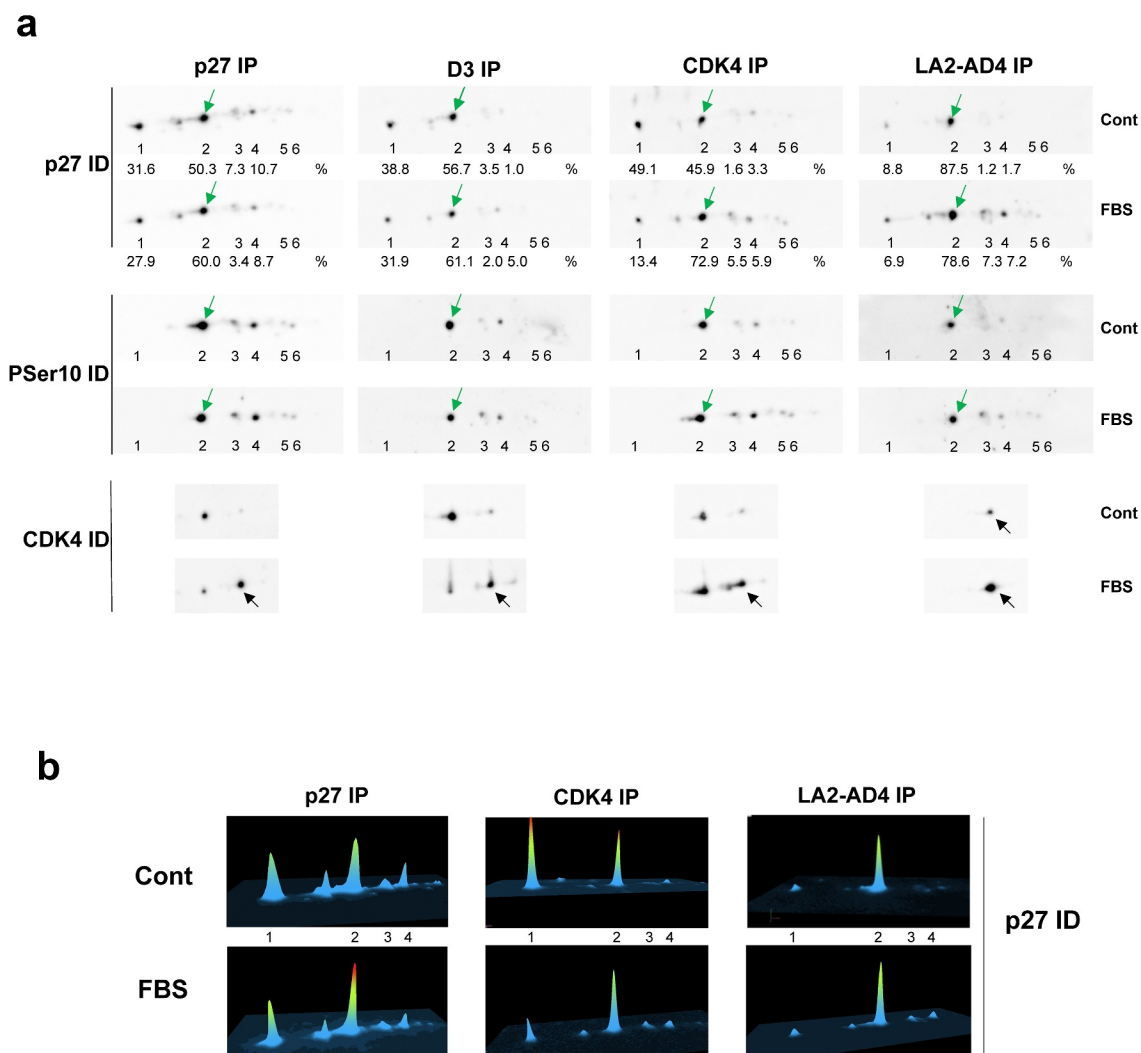 a
p27 IP D3 IP CDK4 IP LA2-AD4 IP
Cont
1 2 3 4 5 6 1 2 3 4 5 6 1 2 3 4 5 6 1 2 3 4 5 6
p27 ID
31.6 50.3 7.3 10.7 % 38.8 56.7 3.5 1.0 % 49.1 45.9 1.6 3.3 % 8.8 87.5 1.2 1.7 %
FBS
1 2 3 4 5 6 1 2 3 4 5 6 1 2 3 4 5 6 1 2 3 4 5 6
27.9 60.0 3.4 8.7 % 31.9 61.1 2.0 5.0 % 13.4 72.9 5.5 5.9 % 6.9 78.6 7.3 7.2 %
Cont
1 2 3 4 5 6 1 2 3 4 5 6 1 2 3 4 5 6 1 2 3 4 5 6
PSer10 ID
FBS
1 2 3 4 5 6 1 2 3 4 5 6 1 2 3 4 5 6 1 2 3 4 5 6
Cont
CDK4 ID
FBS
b
p27 IP CDK4 IP LA2-AD4 IP
Cont
p27 ID
1 2 3 4 1 2 3 4 1 2 3 4
FBS